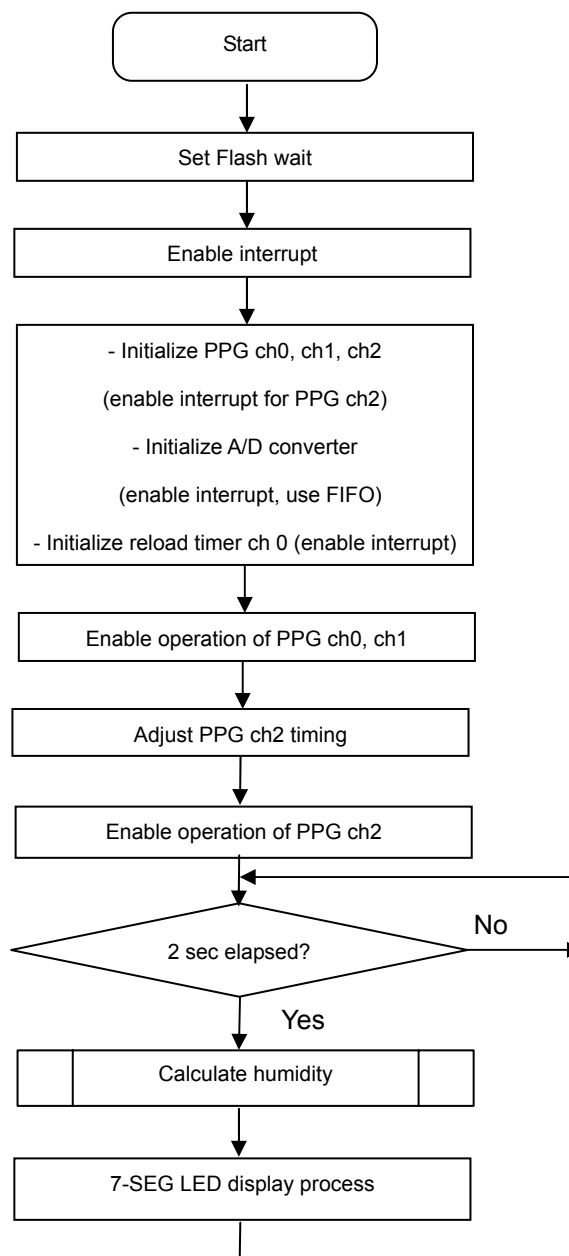 Start
Set Flash wait
Enable interrupt
- Initialize PPG ch0, ch1, ch2
(enable interrupt for PPG ch2)
- Initialize A/D converter
(enable interrupt, use FIFO)
- Initialize reload timer ch 0 (enable interrupt)
Enable operation of PPG ch0, ch1
Adjust PPG ch2 timing
Enable operation of PPG ch2
2 sec elapsed?
No
Yes
Calculate humidity
7-SEG LED display process